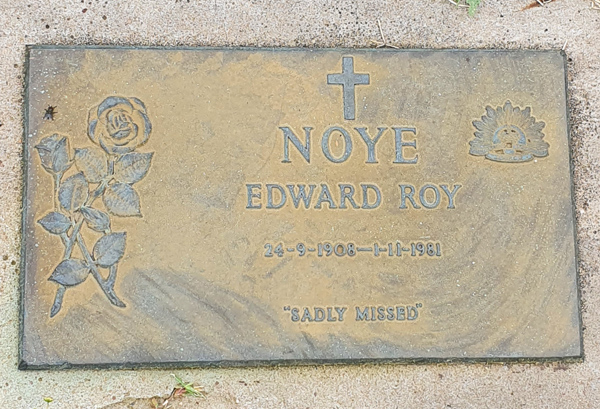 NOYE
EDWARD ROY
24-9-1908—1-11-1981
"SADLY MISSED"